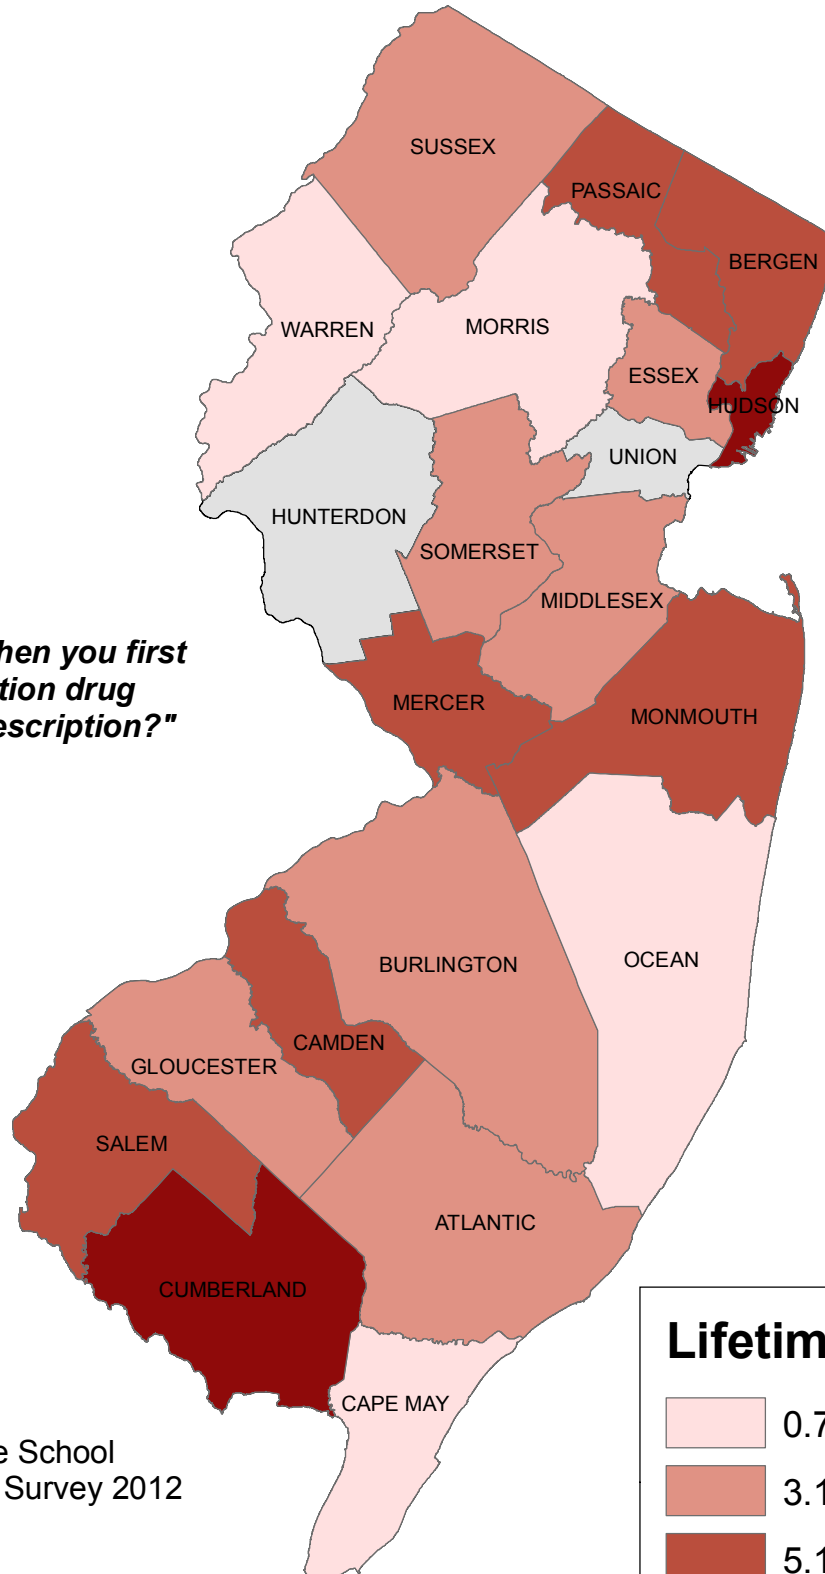 SUSSEX
PASSAIC
BERGEN
WARREN
MORRIS
ESSEX
HUDSON
UNION
HUNTERDON
SOMERSET
MIDDLESEX
hen you first
tion drug
escription?"
MERCER
MONMOUTH
BURLINGTON
OCEAN
CAMDEN
GLOUCESTER
SALEM
ATLANTIC
CUMBERLAND
CAPE MAY
Lifetim
0.7
3.1
5.1
e School
Survey 2012